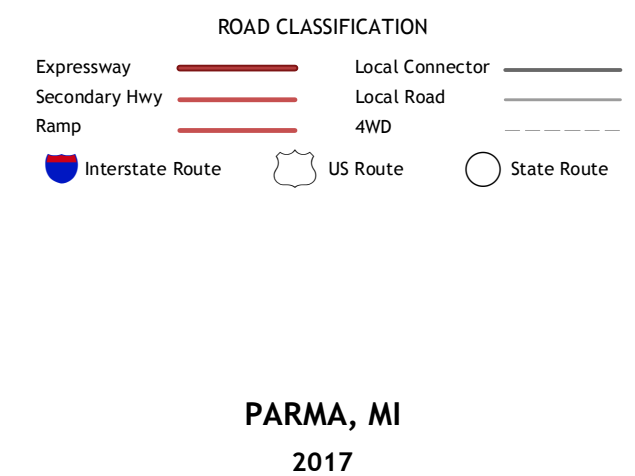 ROAD CLASSIFICATION
Expressway
Local Connector
Secondary Hwy
Local Road
Ramp
4WD
Interstate Route
US Route
State Route
PARMA, MI
2017